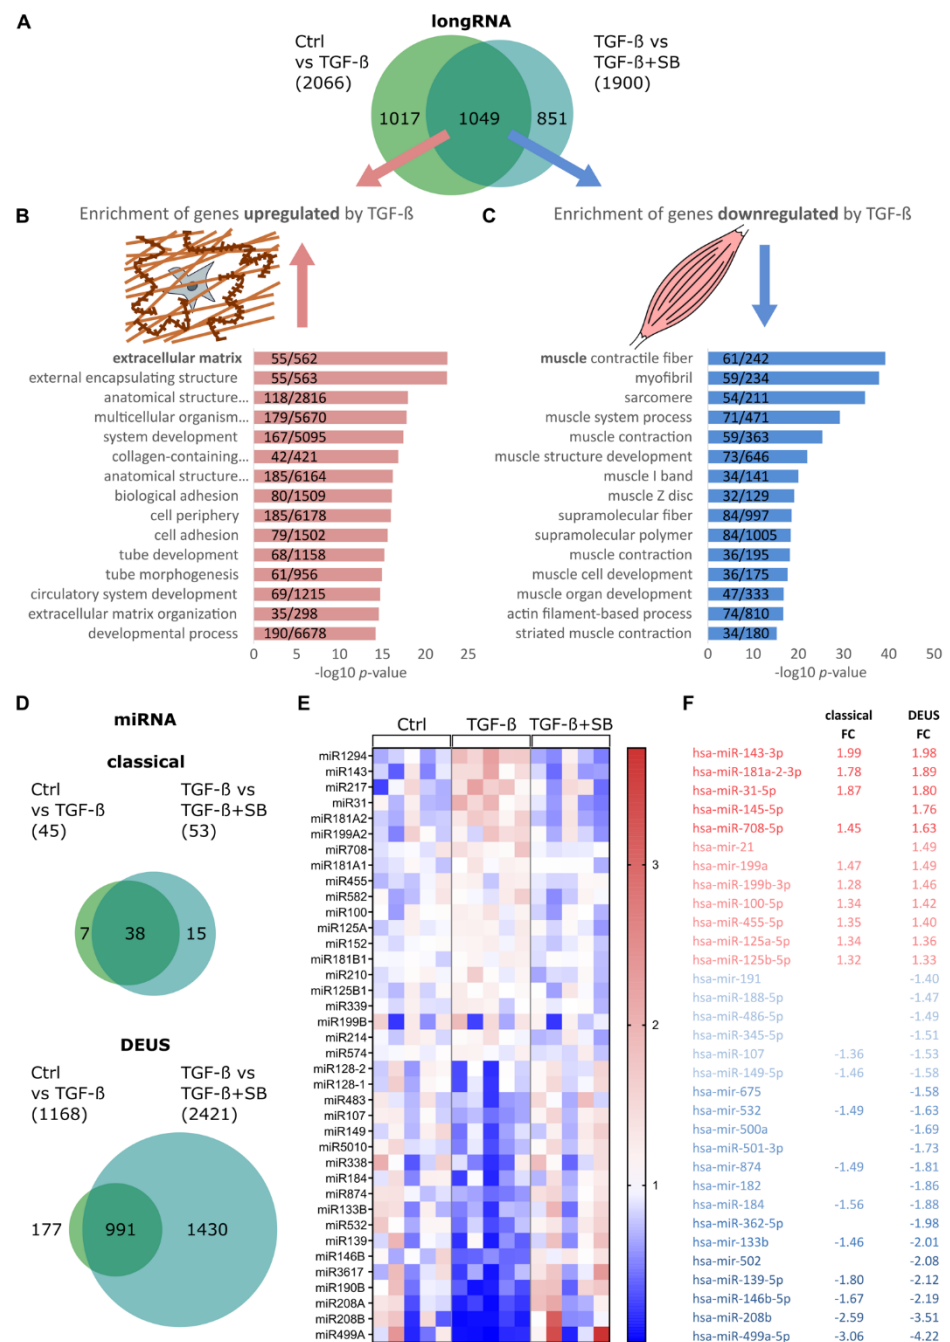 A
longRNA
Ctrl
vs TGF-ß
(2066)
TGF-ß vs
TGF-ß+SB
(1900)
1017
1049
851
B Enrichment of genes upregulated by TGF-ß
extracellular matrix 55/562
external encapsulating structure 55/563
anatomical structure... 118/2816
multicellular organism... 179/5670
system development 167/5095
collagen-containing... 42/421
anatomical structure... 185/6164
biological adhesion 80/1509
cell periphery 185/6178
cell adhesion 79/1502
tube development 68/1158
tube morphogenesis 61/956
circulatory system development 69/1215
extracellular matrix organization 35/298
developmental process 190/6678
0 5 10 15 20 25
-log10 p-value
C Enrichment of genes downregulated by TGF-ß
muscle contractile fiber 61/242
myofibril 59/234
sarcomere 54/211
muscle system process 71/471
muscle contraction 59/363
muscle structure development 73/646
muscle I band 34/141
muscle Z disc 32/129
supramolecular fiber 84/997
supramolecular polymer 84/1005
muscle contraction 36/195
muscle cell development 36/175
muscle organ development 47/333
actin filament-based process 74/810
striated muscle contraction 34/180
0 10 20 30 40 50
-log10 p-value
D
miRNA
classical
Ctrl
vs TGF-ß
(45)
TGF-ß vs
TGF-ß+SB
(53)
7
38
15
DEUS
Ctrl
vs TGF-ß
(1168)
TGF-ß vs
TGF-ß+SB
(2421)
177
991
1430
E
Ctrl TGF-ß TGF-ß+SB
miR1294
miR143
miR217
miR31
miR181A2
miR199A2
miR708
miR181A1
miR455
miR582
miR100
miR125A
miR152
miR181B1
miR210
miR125B1
miR339
miR199B
miR214
miR574
miR128-2
miR128-1
miR483
miR107
miR149
miR5010
miR338
miR184
miR874
miR133B
miR532
miR139
miR146B
miR3617
miR190B
miR208A
miR208B
miR499A
3
2
1
F
classical DEUS
FC FC
hsa-miR-143-3p 1.99 1.98
hsa-miR-181a-2-3p 1.78 1.89
hsa-miR-31-5p 1.87 1.80
hsa-miR-145-5p 1.76
hsa-miR-708-5p 1.45 1.63
hsa-mir-21 1.49
hsa-mir-199a 1.47 1.49
hsa-miR-199b-3p 1.28 1.46
hsa-miR-100-5p 1.34 1.42
hsa-miR-455-5p 1.35 1.40
hsa-miR-125a-5p 1.34 1.36
hsa-miR-125b-5p 1.32 1.33
hsa-mir-191 -1.40
hsa-miR-188-5p -1.47
hsa-miR-486-5p -1.49
hsa-miR-345-5p -1.51
hsa-miR-107 -1.36 -1.53
hsa-miR-149-5p -1.46 -1.58
hsa-mir-675 -1.58
hsa-mir-532 -1.49 -1.63
hsa-mir-500a -1.69
hsa-miR-501-3p -1.73
hsa-mir-874 -1.49 -1.81
hsa-mir-182 -1.86
hsa-miR-184 -1.56 -1.88
hsa-miR-362-5p -1.98
hsa-mir-133b -1.46 -2.01
hsa-mir-502 -2.08
hsa-miR-139-5p -1.80 -2.12
hsa-miR-146b-5p -1.67 -2.19
hsa-miR-208b -2.59 -3.51
hsa-miR-499a-5p -3.06 -4.22